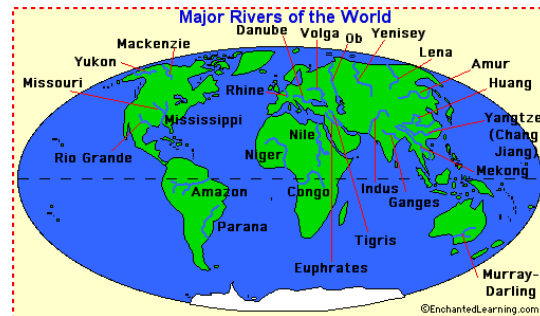 Major Rivers of the World
Danube
Volga
Ob
Yenisey
Mackenzie
Yukon
Lena
Amur
Missouri
Rhine
Huang
Mississippi
Yangtze
(Chang
Jiang)
Nile
Rio Grande
Niger
Mekong
Amazon
Congo
Indus
Ganges
Parana
Tigris
Euphrates
Murray-
Darling
©EnchantedLearning.com